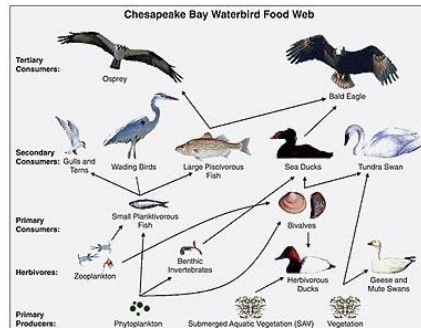 Chesapeake Bay Waterbird Food Web
Tertiary
Consumers:
Osprey
Bald Eagle
Secondary
Consumers:
Gulls and
Terns
Wading Birds
Large Piscivorous
Fish
Sea Ducks
Tundra Swan
Primary
Consumers:
Small Planktivorous
Fish
Bivalves
Herbivores:
Zooplankton
Benthic
Invertebrates
Herbivorous
Ducks
Geese and
Mute Swans
Primary
Producers:
Phytoplankton
Submerged Aquatic Vegetation (SAV)
Vegetation